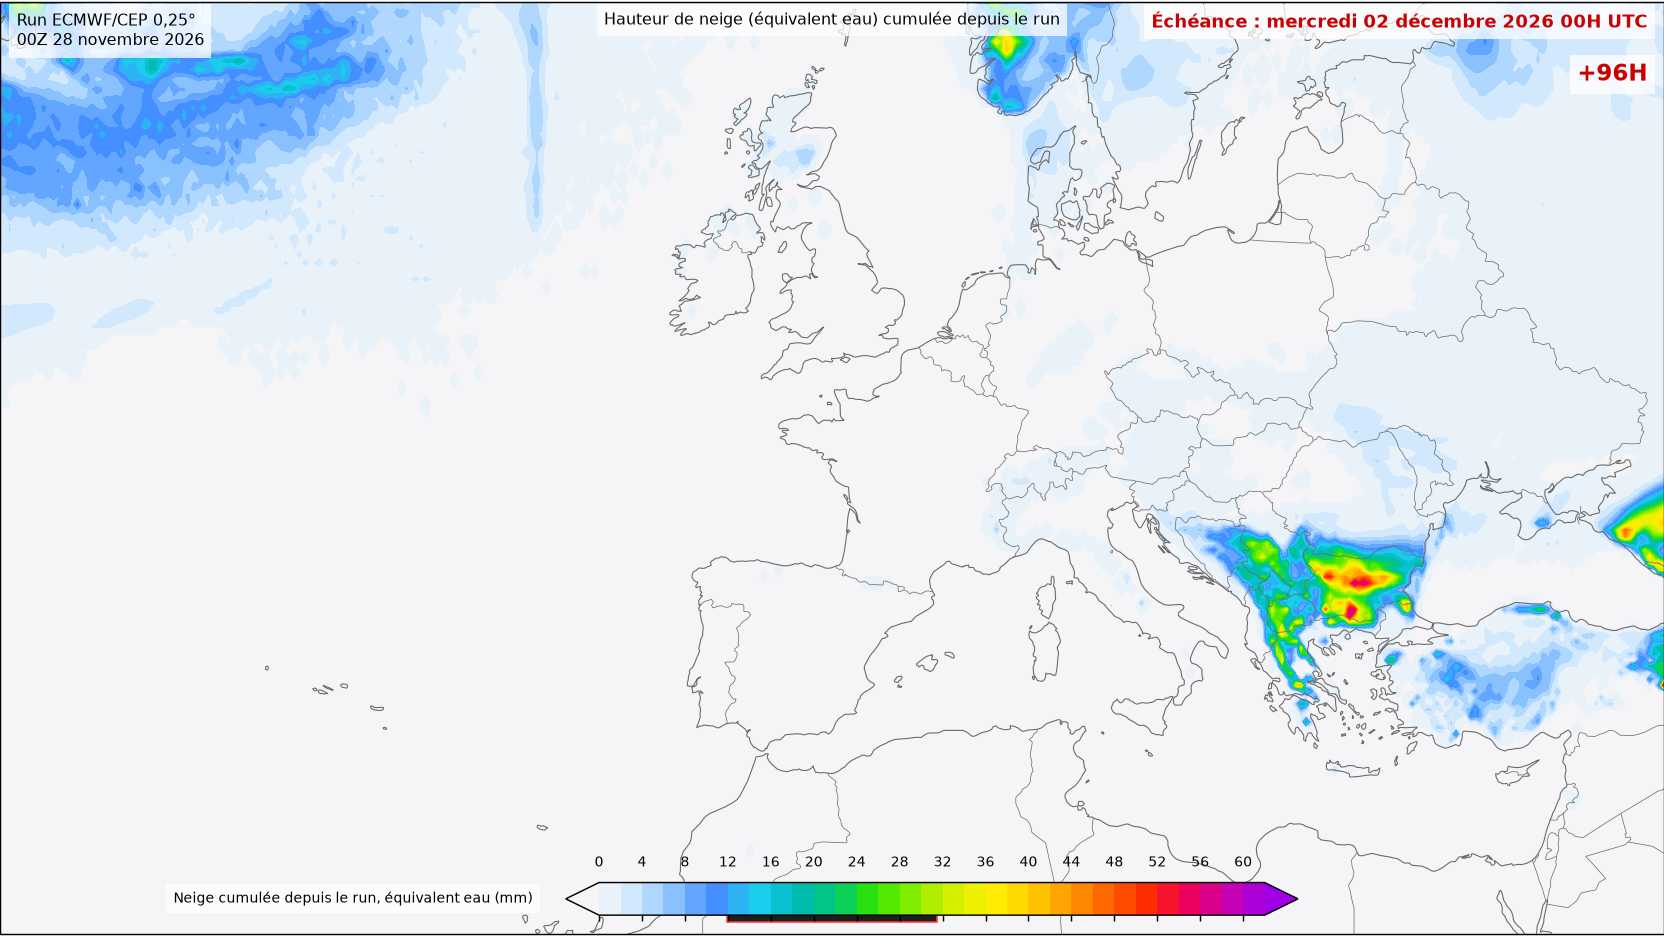 Run ECMWF/CEP 0,25°
00Z 28 novembre 2026
Hauteur de neige (équivalent eau) cumulée depuis le run
Échéance : mercredi 02 décembre 2026 00H UTC
+96H
0 4 8 12 16 20 24 28 32 36 40 44 48 52 56 60
Neige cumulée depuis le run, équivalent eau (mm)